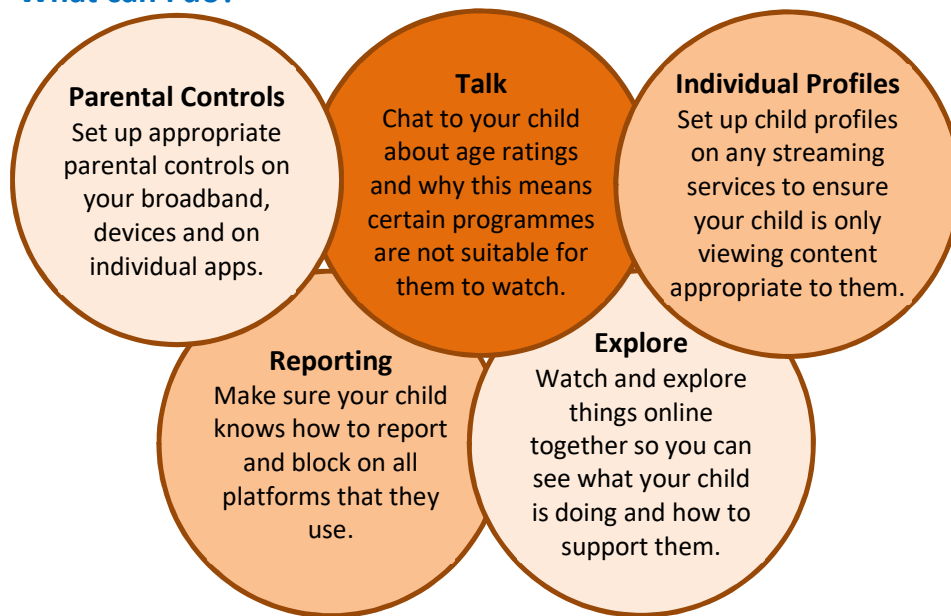 What can I do?
Parental Controls
Set up appropriate
parental controls on
your broadband,
devices and on
individual apps.
Talk
Chat to your child
about age ratings
and why this means
certain programmes
are not suitable for
them to watch.
Individual Profiles
Set up child profiles
on any streaming
services to ensure
your child is only
viewing content
appropriate to them.
Reporting
Make sure your child
knows how to report
and block on all
platforms that they
use.
Explore
Watch and explore
things online
together so you can
see what your child
is doing and how to
support them.